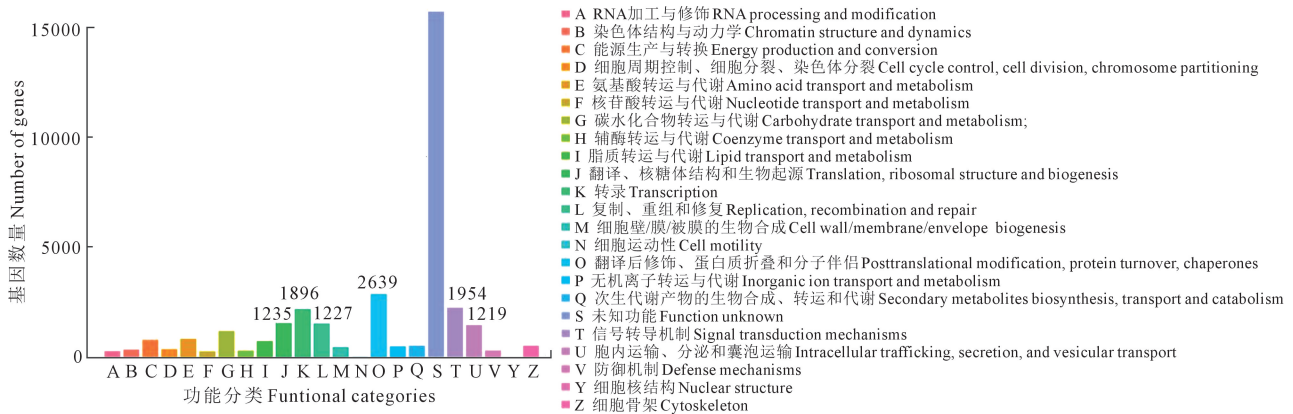 基因数量 Number of genes
15000
10000
5000
0
1235
1896
1227
2639
1954
1219
A B C D E F G H I J K L M N O P Q S T U V Y Z
功能分类 Funtional categories
A RNA加工与修饰 RNA processing and modification
B 染色体结构与动力学 Chromatin structure and dynamics
C 能源生产与转换 Energy production and conversion
D 细胞周期控制、细胞分裂、染色体分裂 Cell cycle control, cell division, chromosome partitioning
E 氨基酸转运与代谢 Amino acid transport and metabolism
F 核苷酸转运与代谢 Nucleotide transport and metabolism
G 碳水化合物转运与代谢 Carbohydrate transport and metabolism;
H 辅酶转运与代谢 Coenzyme transport and metabolism
I 脂质转运与代谢 Lipid transport and metabolism
J 翻译、核糖体结构和生物起源 Translation, ribosomal structure and biogenesis
K 转录 Transcription
L 复制、重组和修复 Replication, recombination and repair
M 细胞壁/膜/被膜的生物合成 Cell wall/membrane/envelope biogenesis
N 细胞运动性 Cell motility
O 翻译后修饰、蛋白质折叠和分子伴侣 Posttranslational modification, protein turnover, chaperones
P 无机离子转运与代谢 Inorganic ion transport and metabolism
Q 次生代谢产物的生物合成、转运和代谢 Secondary metabolites biosynthesis, transport and catabolism
S 未知功能 Function unknown
T 信号转导机制 Signal transduction mechanisms
U 胞内运输、分泌和囊泡运输 Intracellular trafficking, secretion, and vesicular transport
V 防御机制 Defense mechanisms
Y 细胞核结构 Nuclear structure
Z 细胞骨架 Cytoskeleton